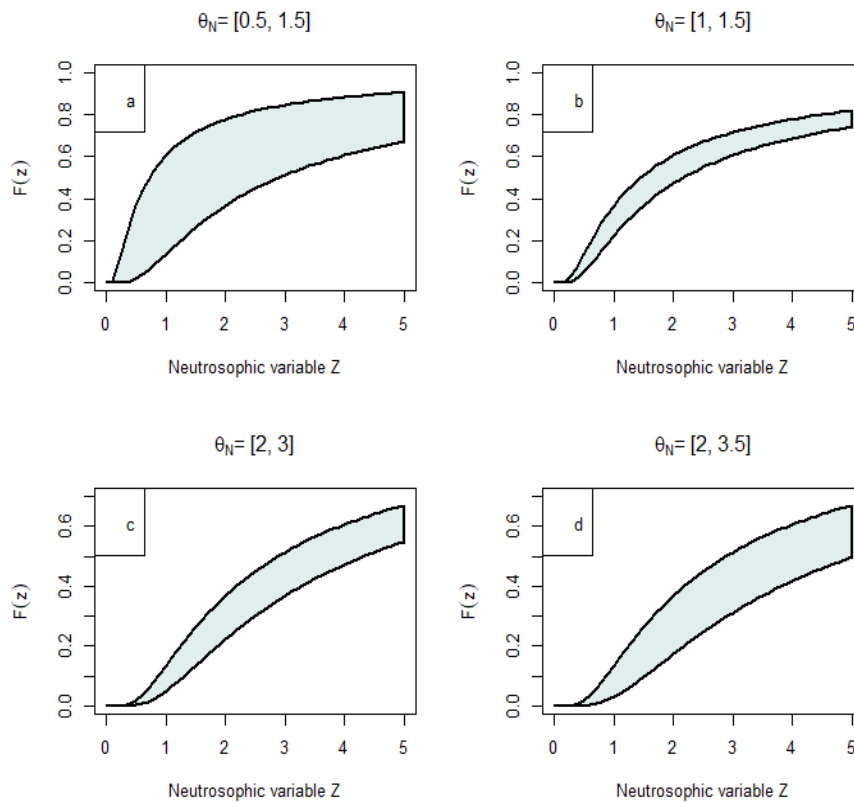 θN= [0.5, 1.5]
a
F(z)
0.0 0.2 0.4 0.6 0.8 1.0
0 1 2 3 4 5
Neutrosophic variable Z
θN= [1, 1.5]
b
F(z)
0.0 0.2 0.4 0.6 0.8 1.0
0 1 2 3 4 5
Neutrosophic variable Z
θN= [2, 3]
c
F(z)
0.0 0.2 0.4 0.6
0 1 2 3 4 5
Neutrosophic variable Z
θN= [2, 3.5]
d
F(z)
0.0 0.2 0.4 0.6
0 1 2 3 4 5
Neutrosophic variable Z